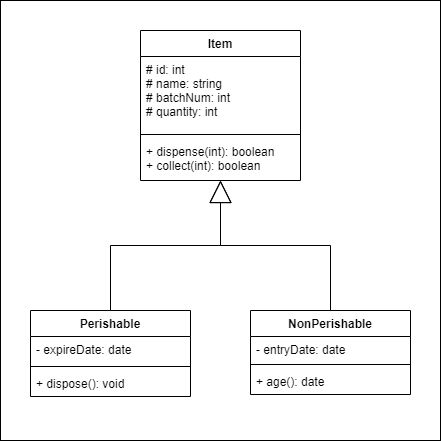 Item
# id: int
# name: string
# batchNum: int
# quantity: int
+ dispense(int): boolean
+ collect(int): boolean
Perishable
- expireDate: date
+ dispose(): void
NonPerishable
- entryDate: date
+ age(): date